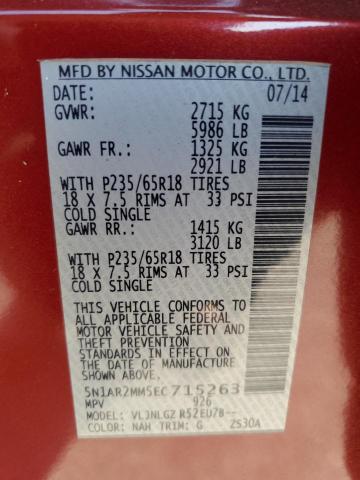 MFD BY NISSAN MOTOR CO., LTD.
DATE: 07/14
GVWR: 2715 KG
5986 LB
GAWR FR.: 1325 KG
2921 LB
WITH P235/65R18 TIRES
18 X 7.5 RIMS AT 33 PSI
COLD SINGLE
GAWR RR.: 1415 KG
3120 LB
WITH P235/65R18 TIRES
18 X 7.5 RIMS AT 33 PSI
COLD SINGLE
THIS VEHICLE CONFORMS TO
ALL APPLICABLE FEDERAL
MOTOR VEHICLE SAFETY AND
THEFT PREVENTION
STANDARDS IN EFFECT ON
THE DATE OF MANUFACTURE
5N1AR2MM5EC715263
MPV 926
MODEL: VLJNLGZ R52EU7B--
COLOR: NAH TRIM: G 2S30A